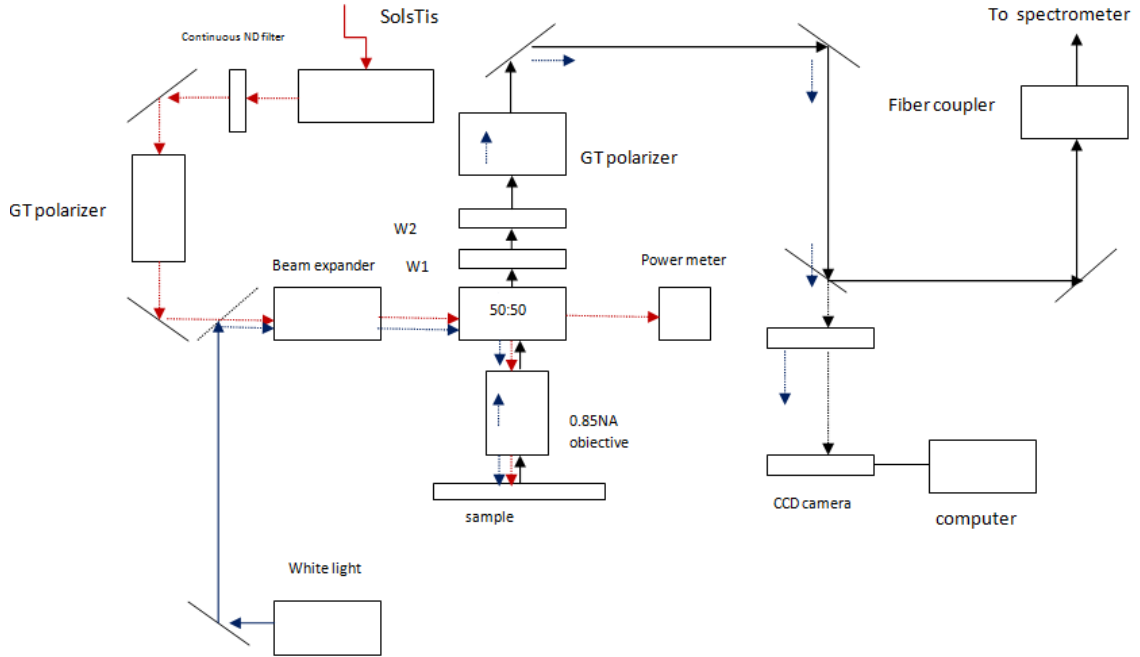 SolsTis
To spectrometer
Continuous ND filter
Fiber coupler
GT polarizer
GT polarizer
W2
Beam expander
W1
Power meter
50:50
0.85NA
obiective
CCD camera
computer
sample
White light